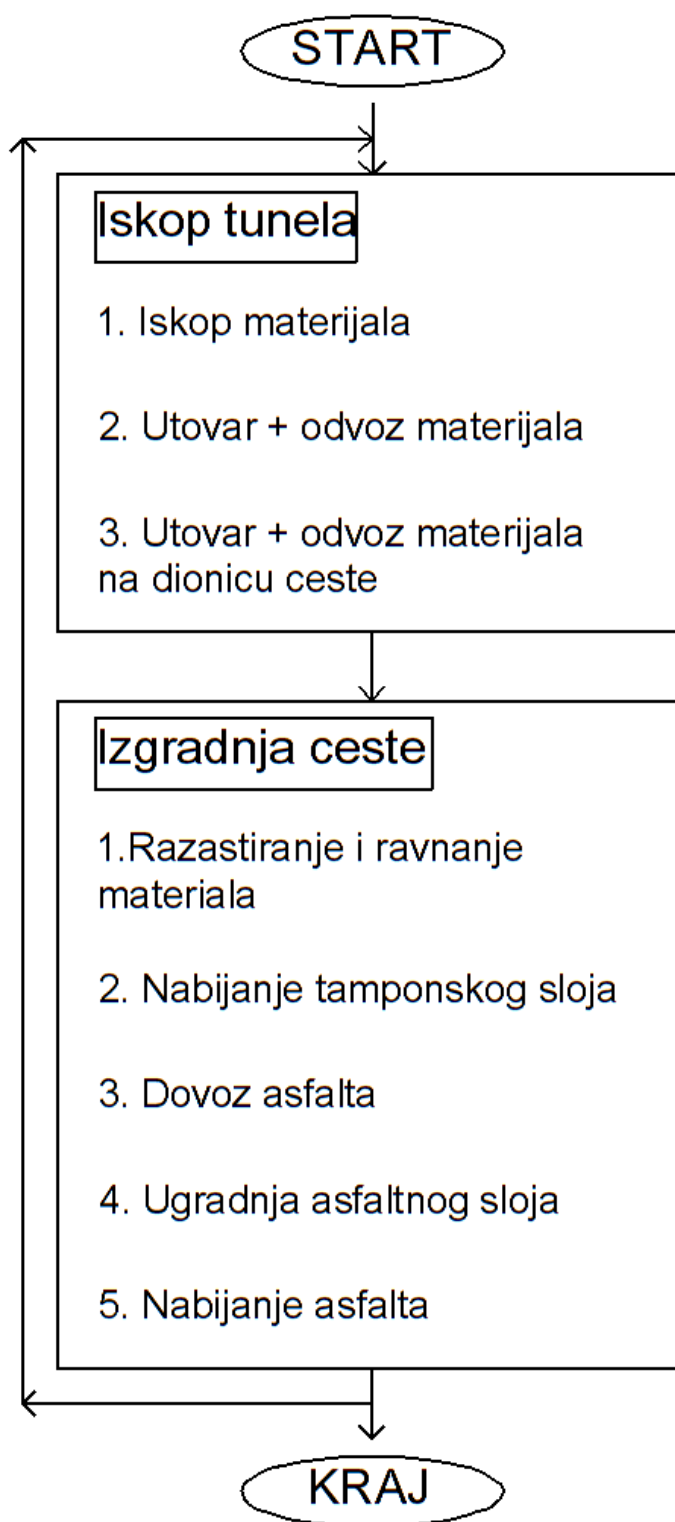 START
Iskop tunela
1. Iskop materijala
2. Utovar + odvoz materijala
3. Utovar + odvoz materijala
na dionicu ceste
Izgradnja ceste
1.Razastiranje i ravnanje
materiala
2. Nabijanje tamponskog sloja
3. Dovoz asfalta
4. Ugradnja asfaltnog sloja
5. Nabijanje asfalta
KRAJ